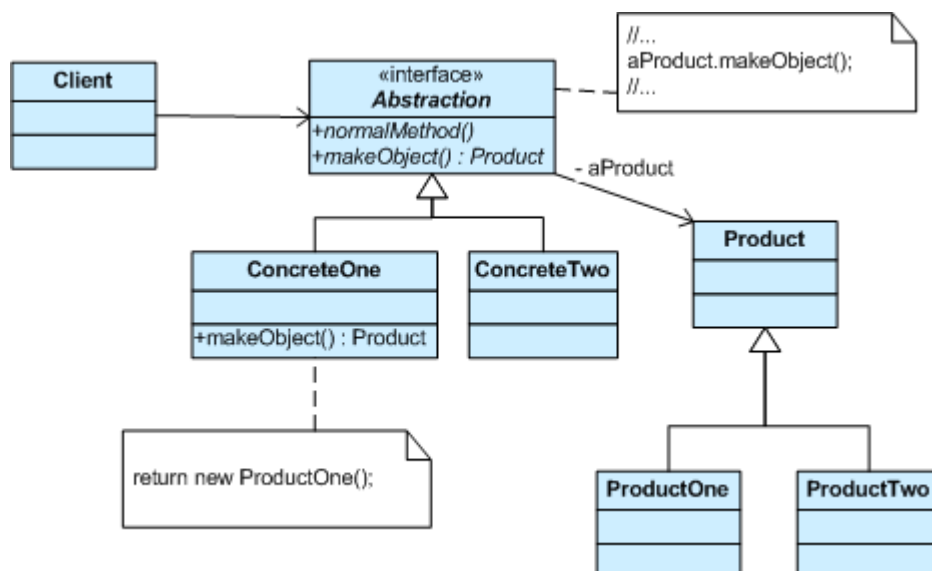 Client
«interface»
Abstraction
+normalMethod()
+makeObject() : Product
//...
aProduct.makeObject();
//...
- aProduct
Product
ConcreteOne
+makeObject() : Product
ConcreteTwo
return new ProductOne();
ProductOne
ProductTwo